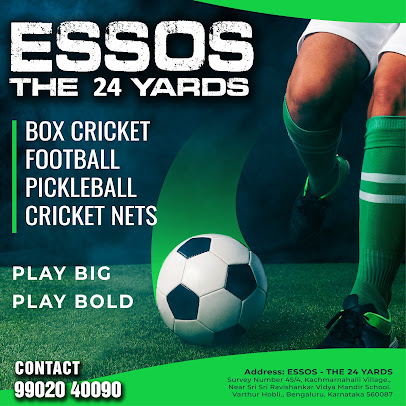 ESSOS
THE 24 YARDS
BOX CRICKET
FOOTBALL
PICKLEBALL
CRICKET NETS
PLAY BIG
PLAY BOLD
CONTACT
99020 40090
Address: ESSOS - THE 24 YARDS
Survey Number 45/4, Kachmarnahalli Village,,
Near Sri Sri Ravishankar Vidya Mandir School,
Varthur Hobli,, Bengaluru, Karnataka 560087